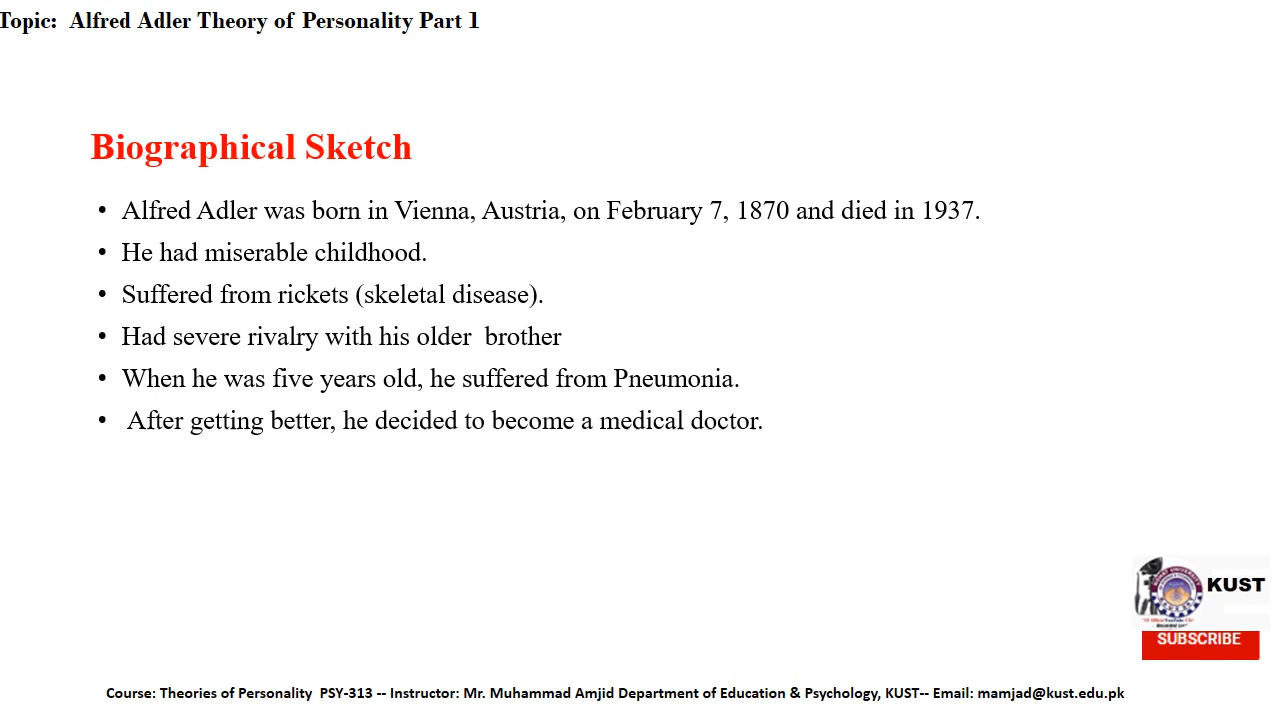 Topic: Alfred Adler Theory of Personality Part 1
Biographical Sketch
• Alfred Adler was born in Vienna, Austria, on February 7, 1870 and died in 1937.
• He had miserable childhood.
• Suffered from rickets (skeletal disease).
• Had severe rivalry with his older brother
• When he was five years old, he suffered from Pneumonia.
• After getting better, he decided to become a medical doctor.
KUST
SUBSCRIBE
Course: Theories of Personality PSY-313 -- Instructor: Mr. Muhammad Amjid Department of Education & Psychology, KUST-- Email: mamjad@kust.edu.pk